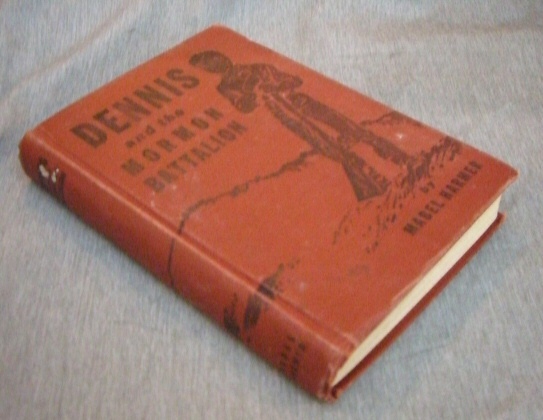 DENNIS
and the
MORMON
BATTALION
by
MABEL HARMER